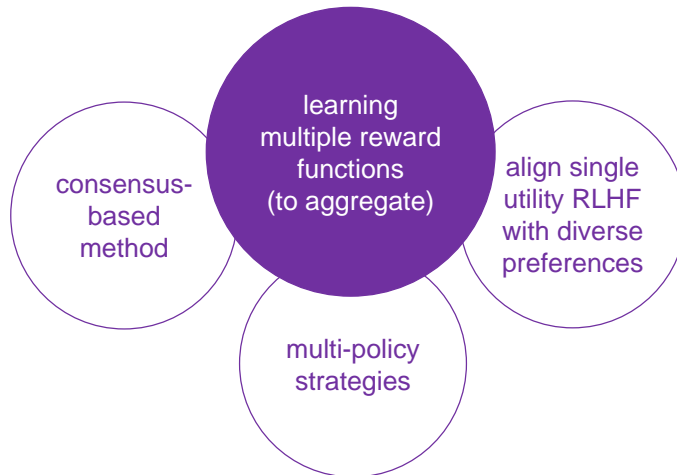 learning
multiple reward
functions
(to aggregate)
consensus-
based
method
align single
utility RLHF
with diverse
preferences
multi-policy
strategies